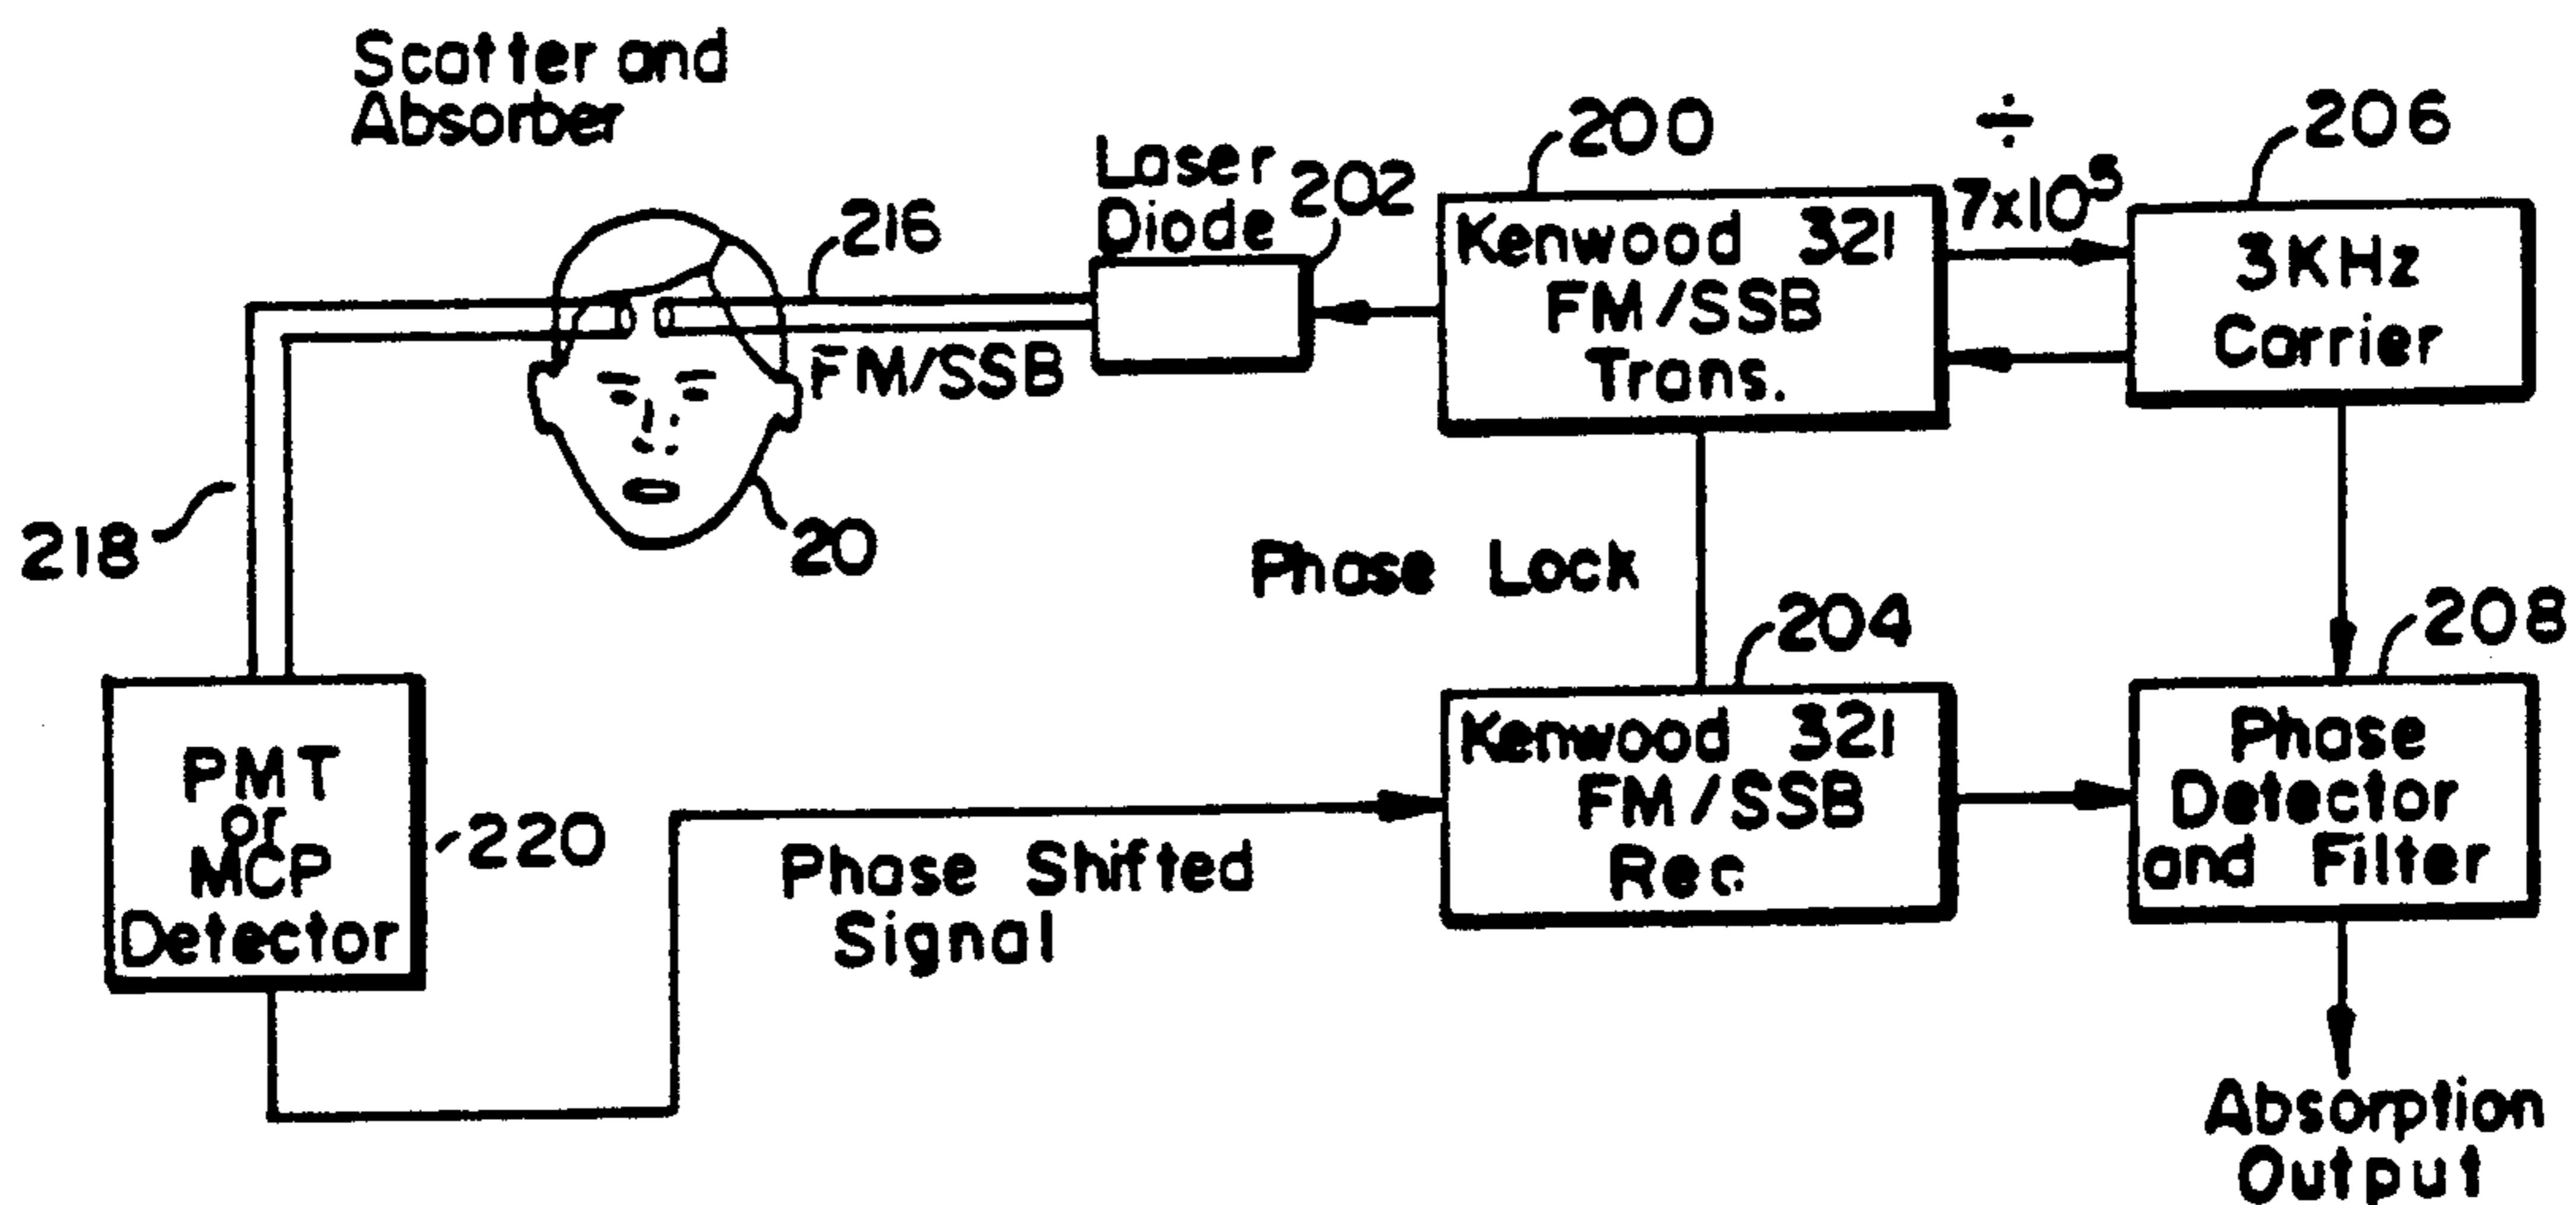 Scatter and
Absorber
Laser
Diode
202
200
÷
7x10⁵
206
216
Kenwood 321
FM/SSB
Trans.
3KHz
Carrier
FM/SSB
218
20
Phase Lock
204
208
PMT
or
MCP
Detector
220
Phase Shifted
Signal
Kenwood 321
FM/SSB
Rec.
Phase
Detector
and Filter
Absorption
Output